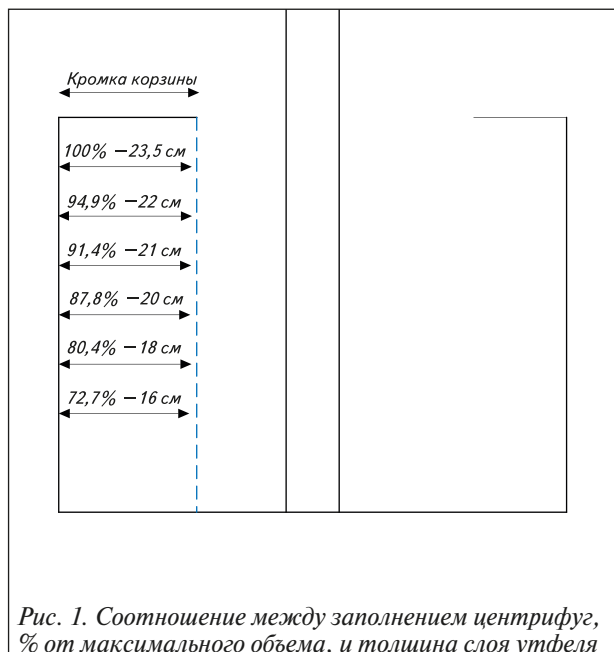 Кромка корзины
100% −23,5 см
94,9% −22 см
91,4% −21 см
87,8% −20 см
80,4% −18 см
72,7% −16 см
Рис. 1. Соотношение между заполнением центрифуг,
% от максимального объема, и толщина слоя утфеля